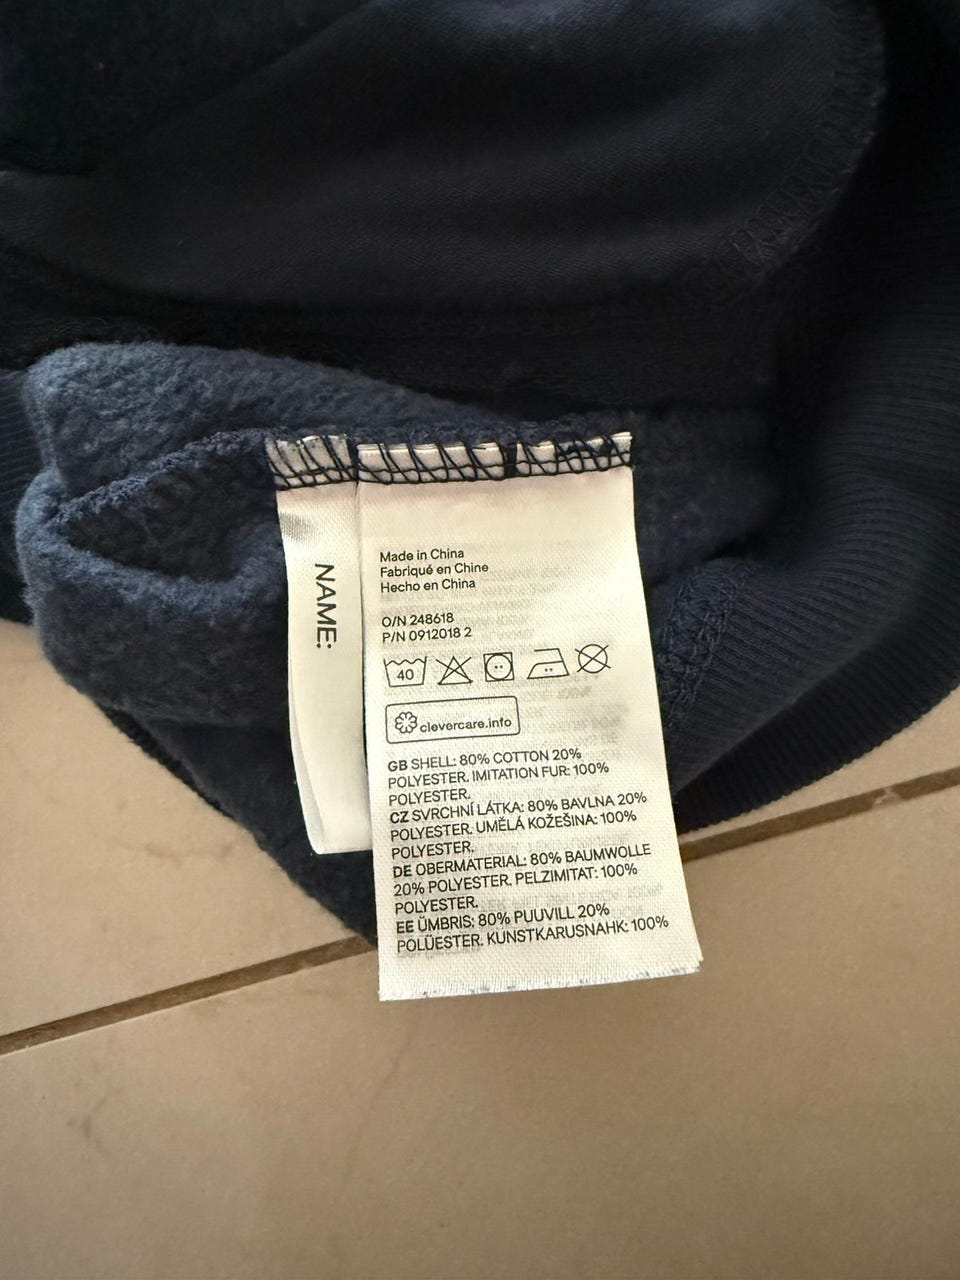 NAME:
Made in China
Fabriqué en Chine
Hecho en China
O/N 248618
P/N 0912018 2
40
clevercare.info
GB SHELL: 80% COTTON 20%
POLYESTER. IMITATION FUR: 100%
POLYESTER.
CZ SVRCHNÍ LÁTKA: 80% BAVLNA 20%
POLYESTER. UMĚLÁ KOŽEŠINA: 100%
POLYESTER.
DE OBERMATERIAL: 80% BAUMWOLLE
20% POLYESTER. PELZIMITAT: 100%
POLYESTER.
EE ÜMBRIS: 80% PUUVILL 20%
POLÜESTER. KUNSTKARUSNAHK: 100%